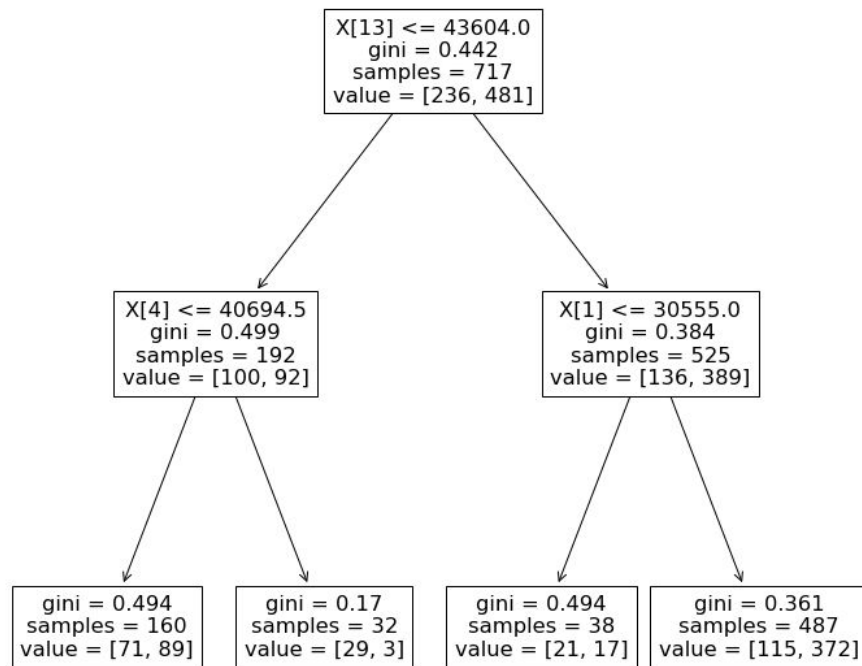 X[13] <= 43604.0
gini = 0.442
samples = 717
value = [236, 481]
X[4] <= 40694.5
gini = 0.499
samples = 192
value = [100, 92]
X[1] <= 30555.0
gini = 0.384
samples = 525
value = [136, 389]
gini = 0.494
samples = 160
value = [71, 89]
gini = 0.17
samples = 32
value = [29, 3]
gini = 0.494
samples = 38
value = [21, 17]
gini = 0.361
samples = 487
value = [115, 372]